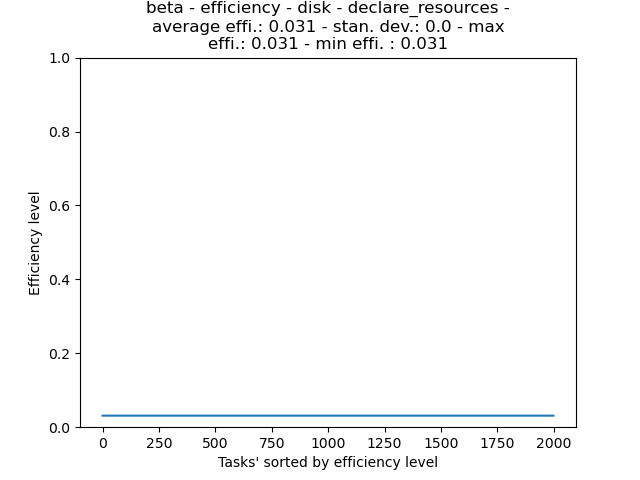 beta - efficiency - disk - declare_resources -
average effi.: 0.031 - stan. dev.: 0.0 - max
effi.: 0.031 - min effi. : 0.031
1.0
0.8
0.6
0.4
0.2
0.0
Efficiency level
0 250 500 750 1000 1250 1500 1750 2000
Tasks' sorted by efficiency level